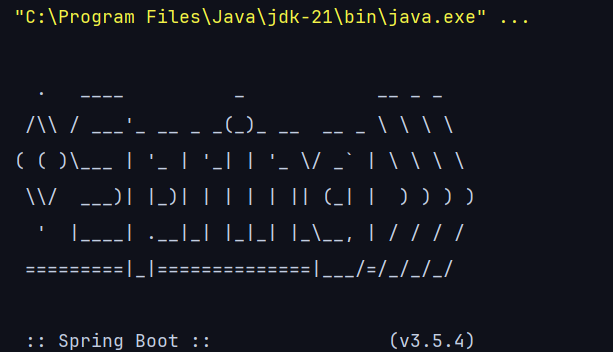 "C:\Program Files\Java\jdk-21\bin\java.exe" ...
  .   ____          _            __ _ _
 /\\ / ___'_ __ _ _(_)_ __  __ _ \ \ \ \
( ( )\___ | '_ | '_| | '_ \/ _` | \ \ \ \
 \\/  ___)| |_)| | | | | || (_| |  ) ) ) )
  '  |____| .__|_| |_|_| |_\__, | / / / /
 =========|_|==============|___/=/_/_/_/
 :: Spring Boot ::                (v3.5.4)